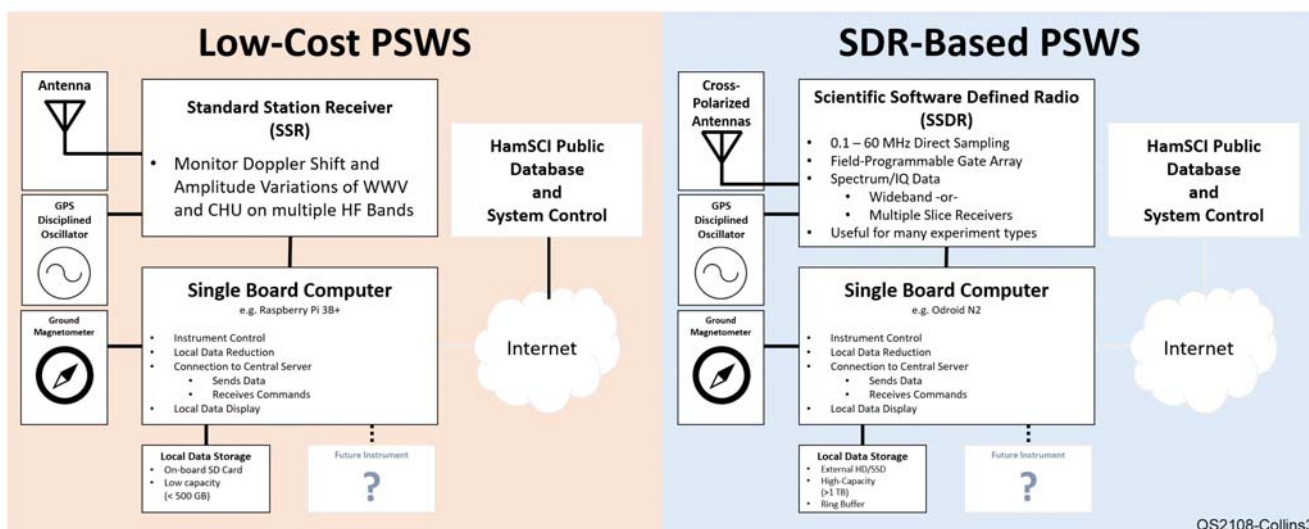 Low-Cost PSWS
Antenna
Standard Station Receiver
(SSR)
• Monitor Doppler Shift and
Amplitude Variations of WWV
and CHU on multiple HF Bands
GPS
Disciplined
Oscillator
HamSCI Public
Database
and
System Control
Single Board Computer
e.g. Raspberry Pi 3B+
• Instrument Control
• Local Data Reduction
• Connection to Central Server
• Sends Data
• Receives Commands
• Local Data Display
Ground
Magnetometer
Internet
Local Data Storage
• On-board SD Card
• Low capacity
(< 500 GB)
Future Instrument
?
SDR-Based PSWS
Cross-
Polarized
Antennas
Scientific Software Defined Radio
(SSDR)
• 0.1 – 60 MHz Direct Sampling
• Field-Programmable Gate Array
• Spectrum/IQ Data
• Wideband -or-
• Multiple Slice Receivers
• Useful for many experiment types
GPS
Disciplined
Oscillator
HamSCI Public
Database
and
System Control
Single Board Computer
e.g. Odroid N2
• Instrument Control
• Local Data Reduction
• Connection to Central Server
• Sends Data
• Receives Commands
• Local Data Display
Ground
Magnetometer
Internet
Local Data Storage
• External HD/SSD
• High-Capacity
(>1 TB)
• Ring Buffer
Future Instrument
?
QS2108-Collins3